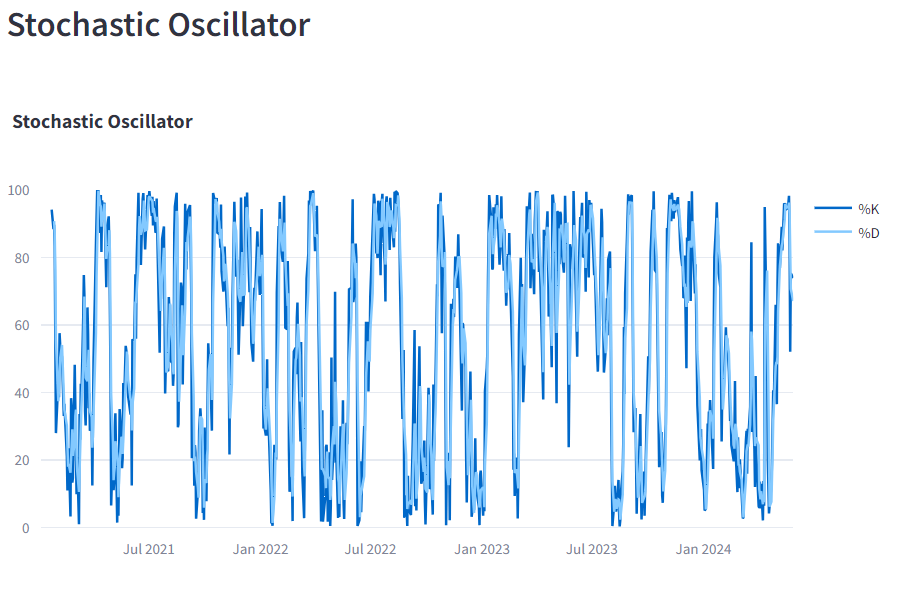 Stochastic Oscillator
Stochastic Oscillator
100
80
60
40
20
0
Jul 2021 Jan 2022 Jul 2022 Jan 2023 Jul 2023 Jan 2024
%K
%D